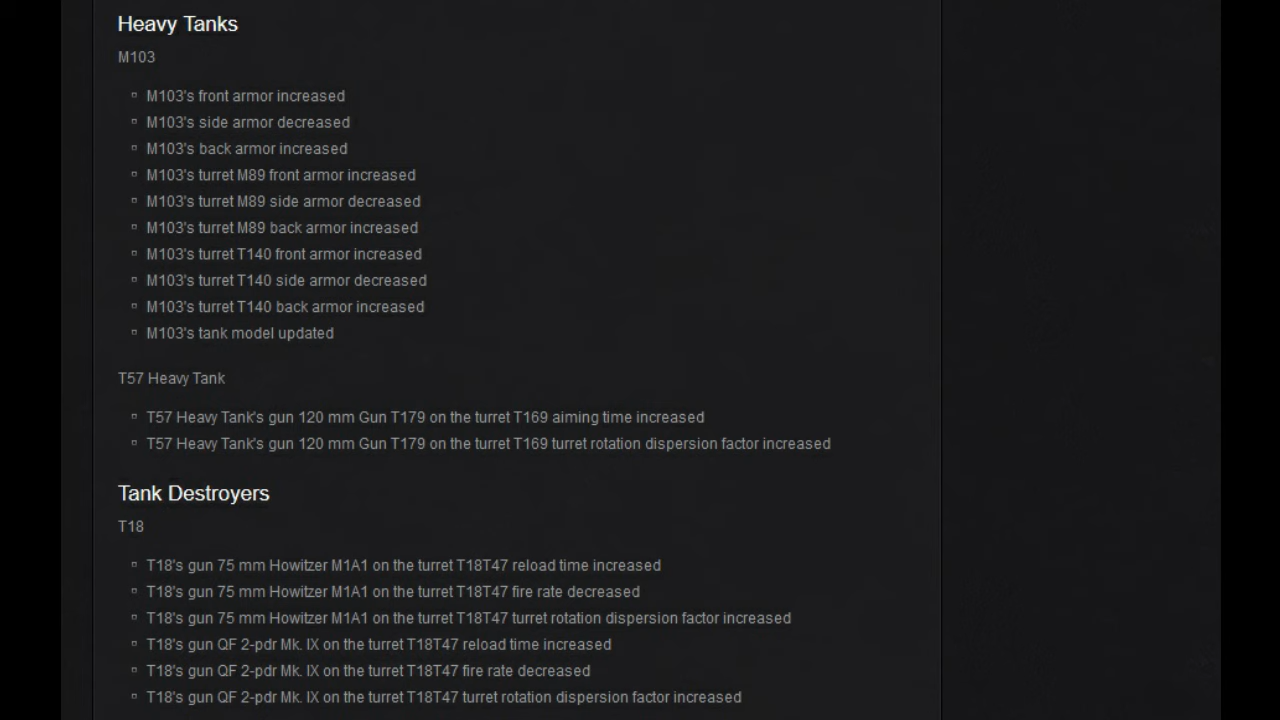 Heavy Tanks
M103
M103's front armor increased
M103's side armor decreased
M103's back armor increased
M103's turret M89 front armor increased
M103's turret M89 side armor decreased
M103's turret M89 back armor increased
M103's turret T140 front armor increased
M103's turret T140 side armor decreased
M103's turret T140 back armor increased
M103's tank model updated
T57 Heavy Tank
T57 Heavy Tank's gun 120 mm Gun T179 on the turret T169 aiming time increased
T57 Heavy Tank's gun 120 mm Gun T179 on the turret T169 turret rotation dispersion factor increased
Tank Destroyers
T18
T18's gun 75 mm Howitzer M1A1 on the turret T18T47 reload time increased
T18's gun 75 mm Howitzer M1A1 on the turret T18T47 fire rate decreased
T18's gun 75 mm Howitzer M1A1 on the turret T18T47 turret rotation dispersion factor increased
T18's gun QF 2-pdr Mk. IX on the turret T18T47 reload time increased
T18's gun QF 2-pdr Mk. IX on the turret T18T47 fire rate decreased
T18's gun QF 2-pdr Mk. IX on the turret T18T47 turret rotation dispersion factor increased